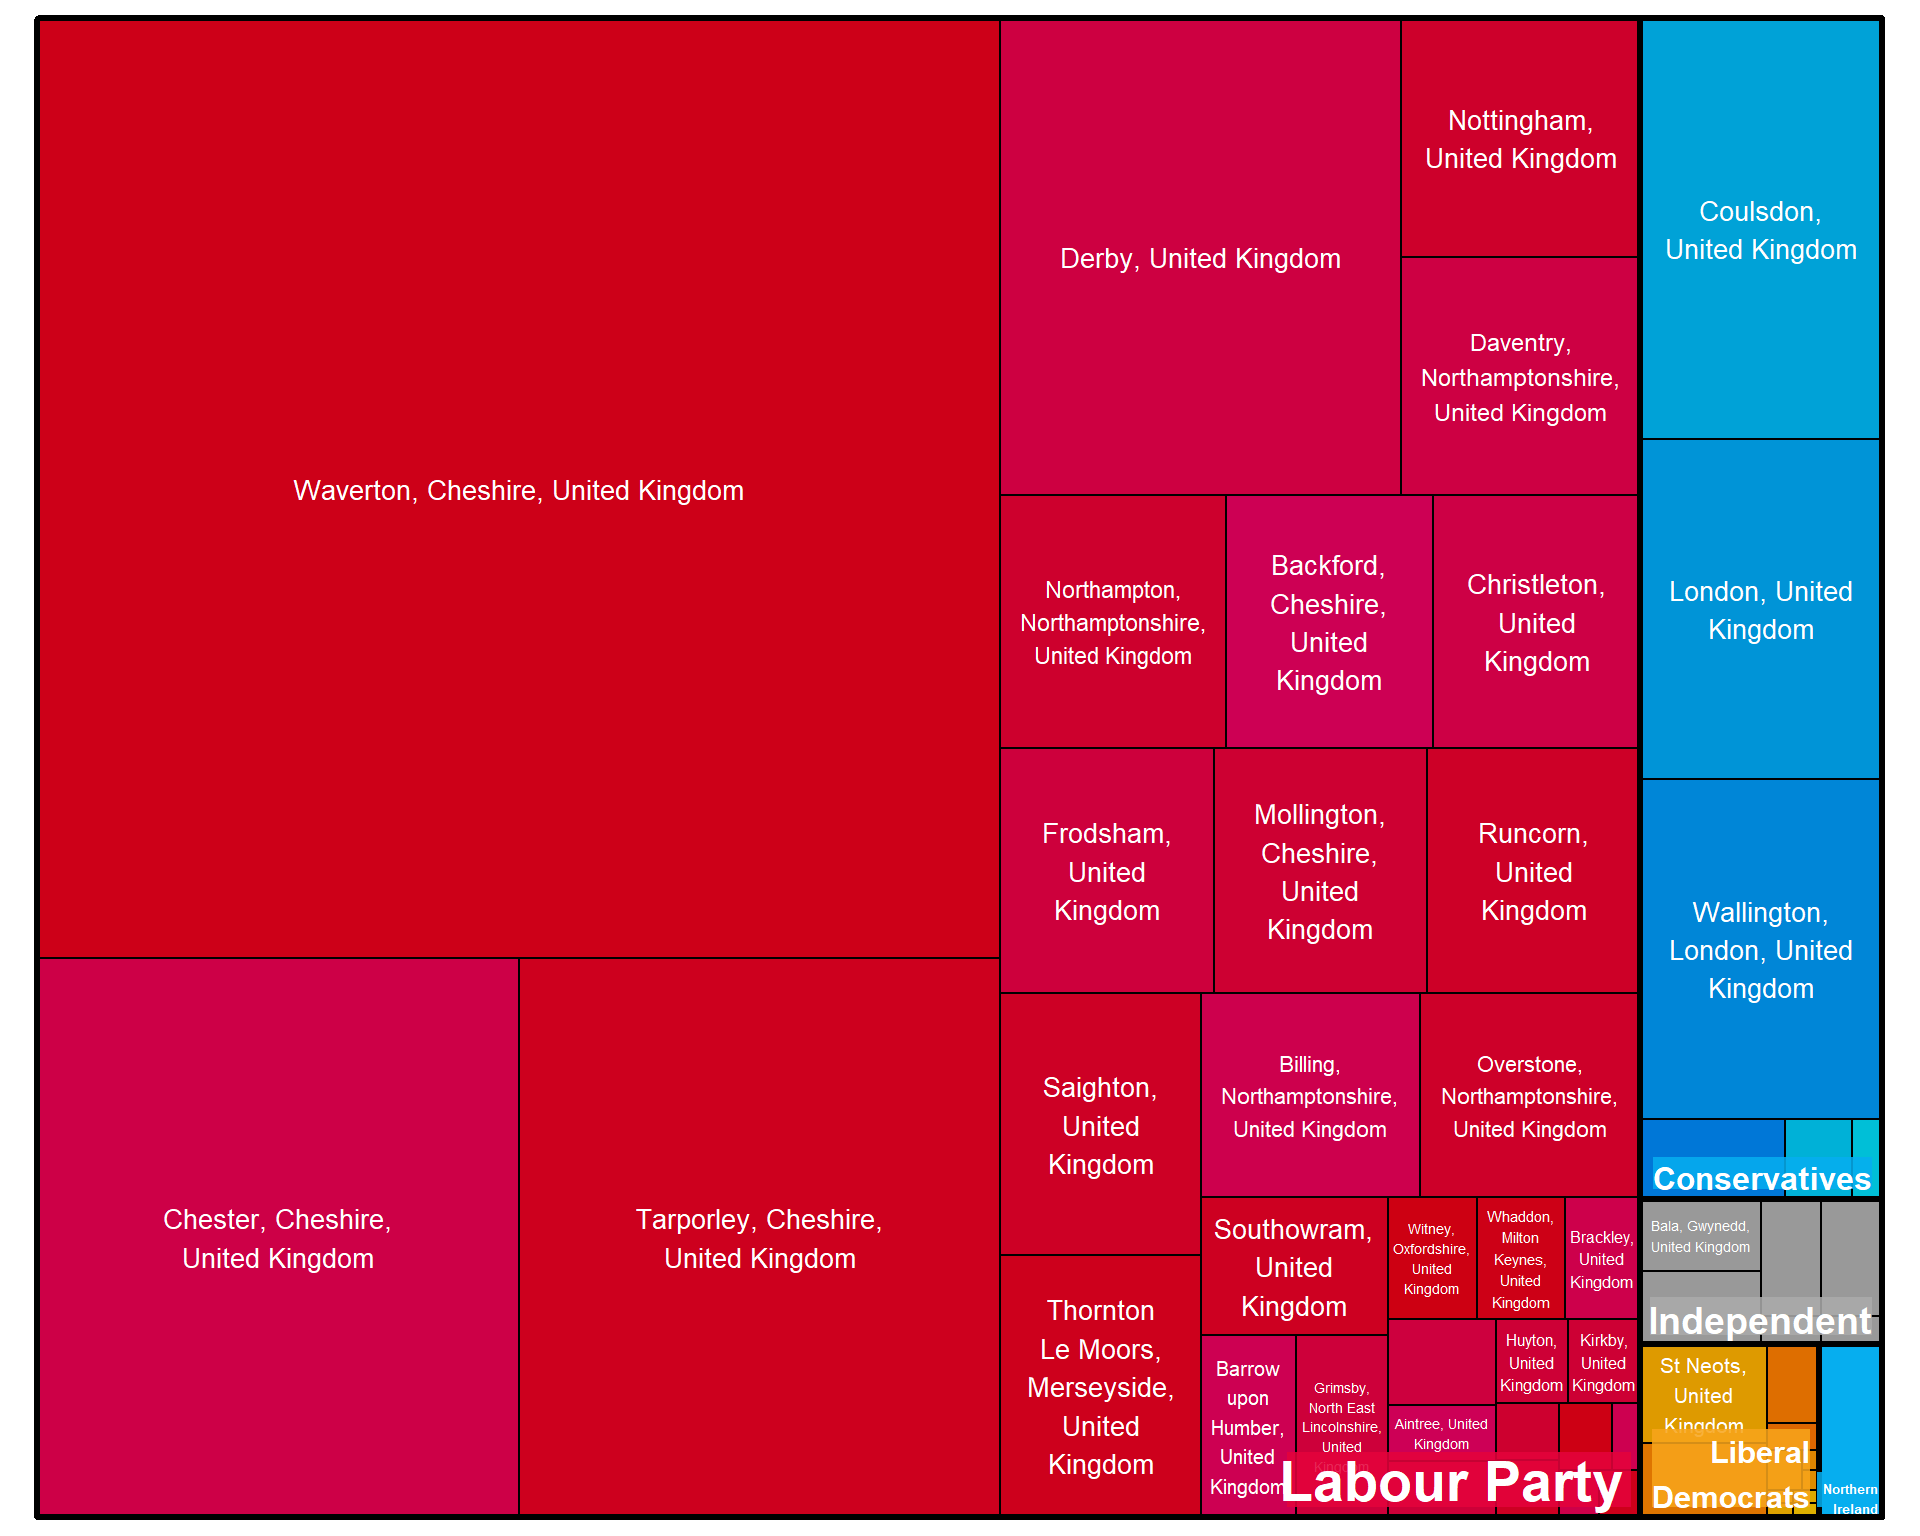 Waverton, Cheshire, United Kingdom
Chester, Cheshire,
United Kingdom
Tarporley, Cheshire,
United Kingdom
Derby, United Kingdom
Nottingham,
United Kingdom
Daventry,
Northamptonshire,
United Kingdom
Northampton,
Northamptonshire,
United Kingdom
Backford,
Cheshire,
United
Kingdom
Christleton,
United
Kingdom
Frodsham,
United
Kingdom
Mollington,
Cheshire,
United
Kingdom
Runcorn,
United
Kingdom
Saighton,
United
Kingdom
Thornton
Le Moors,
Merseyside,
United
Kingdom
Billing,
Northamptonshire,
United Kingdom
Overstone,
Northamptonshire,
United Kingdom
Southowram,
United
Kingdom
Barrow
upon
Humber,
United
Kingdom
Grimsby,
North East
Lincolnshire,
United
Kingdom
Witney,
Oxfordshire,
United
Kingdom
Whaddon,
Milton
Keynes,
United
Kingdom
Brackley,
United
Kingdom
Huyton,
United
Kingdom
Kirkby,
United
Kingdom
Aintree, United
Kingdom
Labour Party
Coulsdon,
United Kingdom
London, United
Kingdom
Wallington,
London, United
Kingdom
Conservatives
Bala, Gwynedd,
United Kingdom
Independent
St Neots,
United
Kingdom
Liberal
Democrats
Northern
Ireland